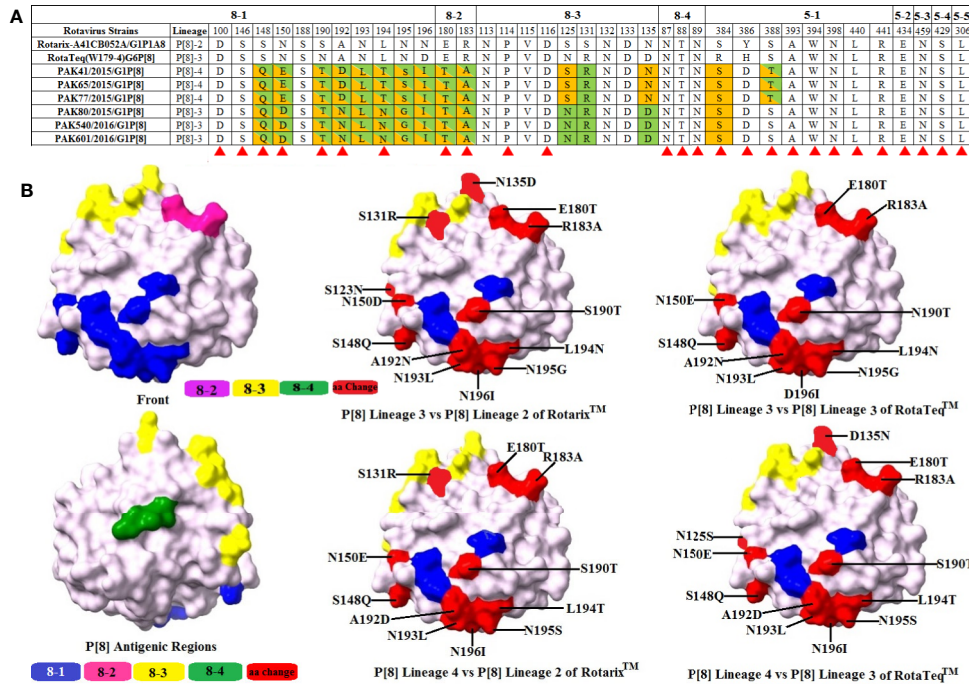 A
8-1 8-2 8-3 8-4 5-1 5-2 5-3 5-4 5-5
Rotavirus Strains Lineage 100 146 148 150 188 190 192 193 194 195 196 180 183 113 114 115 116 125 131 132 133 135 87 88 89 384 386 388 393 394 398 440 441 434 459 429 306
Rotarix-A41CB052A/G1P1A8 P[8]-2 D S S N S S A N L N N E R N P V D S S N D N N T N S Y S A W N L R E N S L
RotaTeq(W179-4)G6P[8] P[8]-3 D S S N S N A N L N D E R N P V D N R N D D N T N R H S A W N L R E N S L
PAK41/2015/G1P[8] P[8]-4 D S Q E S T D L T S I T A N P V D S R N D N N T N S D T A W N L R E N S L
PAK65/2015/G1P[8] P[8]-4 D S Q E S T D L T S I T A N P V D S R N D N N T N S D T A W N L R E N S L
PAK77/2015/G1P[8] P[8]-4 D S Q E S T D L T S I T A N P V D S R N D N N T N S D T A W N L R E N S L
PAK80/2015/G1P[8] P[8]-3 D S Q D S T N L N G I T A N P V D N R N D D N T N S D S A W N L R E N S L
PAK540/2016/G1P[8] P[8]-3 D S Q D S T N L N G I T A N P V D N R N D D N T N S D S A W N L R E N S L
PAK601/2016/G1P[8] P[8]-3 D S Q D S T N L N G I T A N P V D N R N D D N T N S D S A W N L R E N S L
B
Front
8-2 8-3 8-4 aa Change
N135D
S131R
E180T
R183A
S123N
N150D
S190T
S148Q
A192N
L194N
N193L
N195G
N196I
P[8] Lineage 3 vs P[8] Lineage 2 of Rotarix™
E180T
R183A
N150E
N190T
S148Q
A192N
L194N
N193L
N195G
D196I
P[8] Lineage 3 vs P[8] Lineage 3 of RotaTeq™
P[8] Antigenic Regions
8-1 8-2 8-3 8-4 aa change
E180T
S131R
R183A
N150E
S190T
S148Q
A192D
L194T
N193L
N195S
N196I
P[8] Lineage 4 vs P[8] Lineage 2 of Rotarix™
D135N
E180T
R183A
N125S
N150E
S190T
S148Q
A192D
L194T
N193L
N195S
N196I
P[8] Lineage 4 vs P[8] Lineage 3 of RotaTeq™